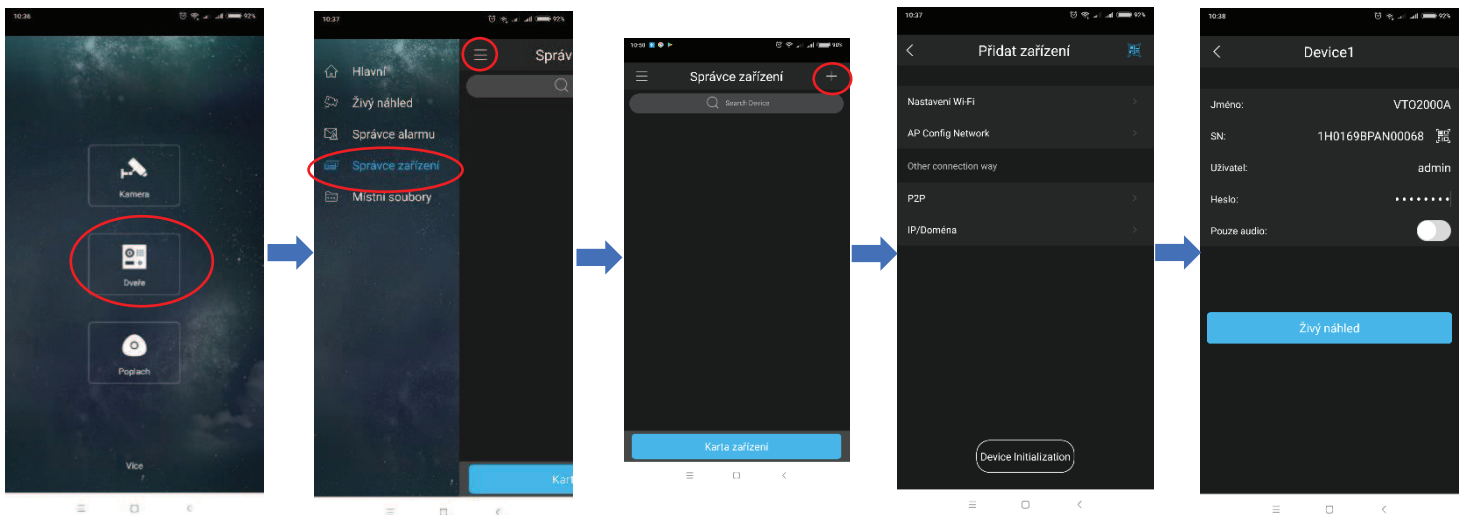 10:36
92%
Kamera
Dveře
Poplach
Více
10:37
92%
Hlavní
Živý náhled
Správce alarmu
Správce zařízení
Místní soubory
Správ
Kart
10:50
90%
Správce zařízení
Search Device
Karta zařízení
10:37
92%
Přidat zařízení
Nastavení Wi-Fi
AP Config Network
Other connection way
P2P
IP/Doména
Device Initialization
10:38
92%
Device1
Jméno: VTO2000A
SN: 1H0169BPAN00068
Uživatel: admin
Heslo: ••••••••
Pouze audio:
Živý náhled